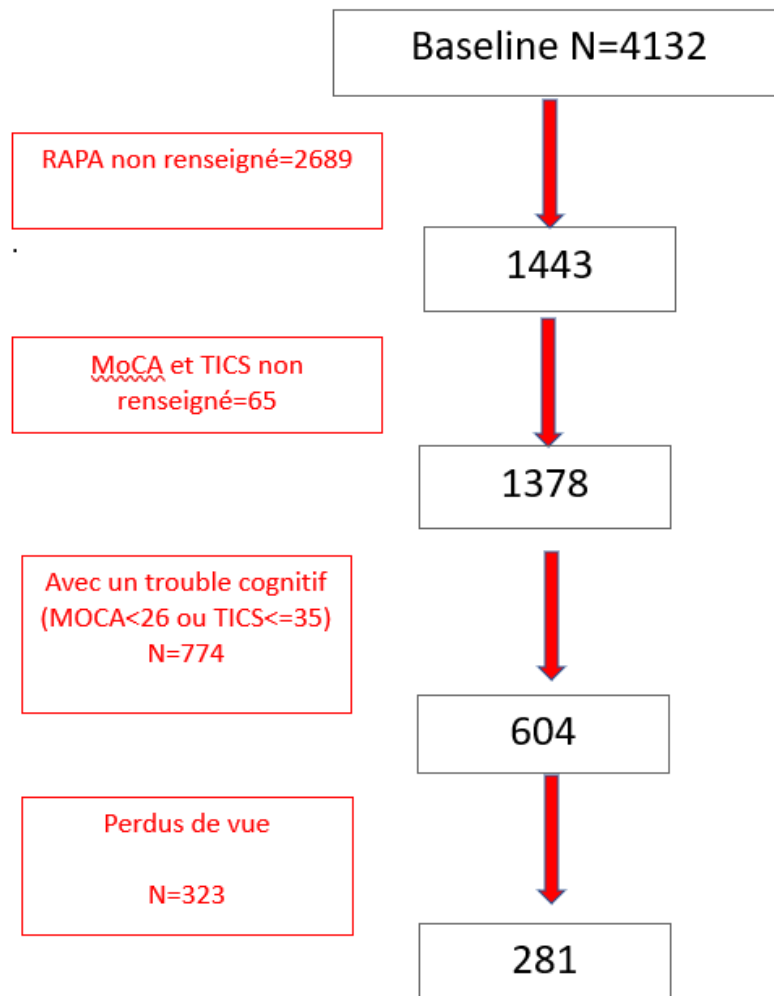 Baseline N=4132
RAPA non renseigné=2689
.
1443
MoCA et TICS non
renseigné=65
1378
Avec un trouble cognitif
(MOCA<26 ou TICS<=35)
N=774
604
Perdus de vue
N=323
281